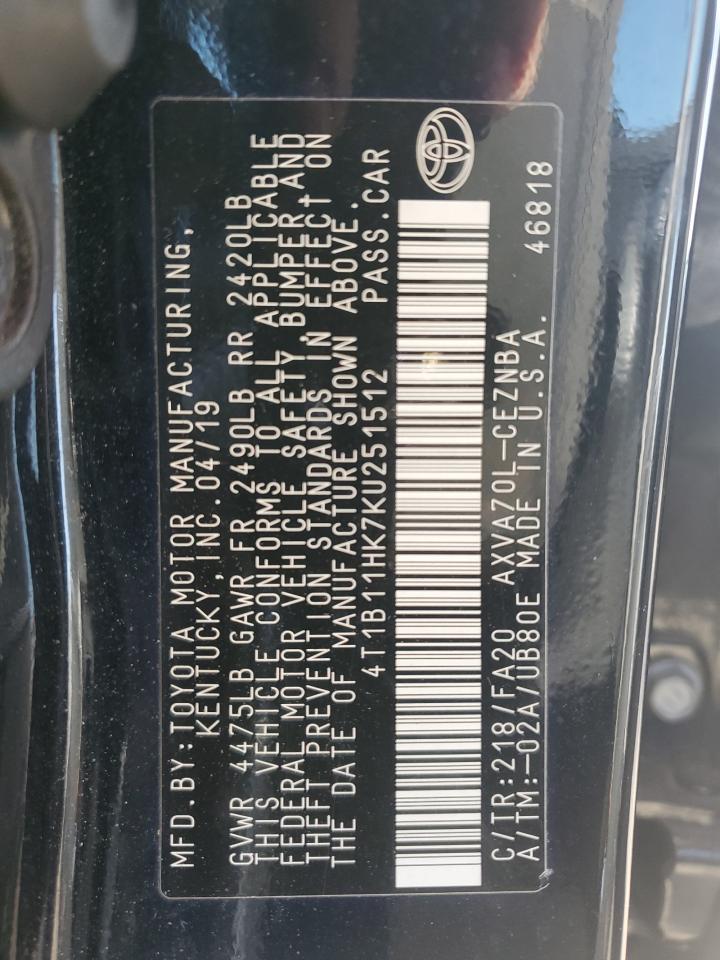 MFD.BY:TOYOTA MOTOR MANUFACTURING,
KENTUCKY,INC.04/19
GVWR 4475LB GAWR FR 2490LB RR 2420LB
THIS VEHICLE CONFORMS TO ALL APPLICABLE
FEDERAL MOTOR VEHICLE SAFETY, BUMPER, AND
THEFT PREVENTION STANDARDS IN EFFECT ON
THE DATE OF MANUFACTURE SHOWN ABOVE.
4T1B11HK7KU251512 PASS.CAR
C/TR:218/FA20 AXVA70L-CEZNBA
A/TM:-02A/UB80E MADE IN U.S.A. 46818